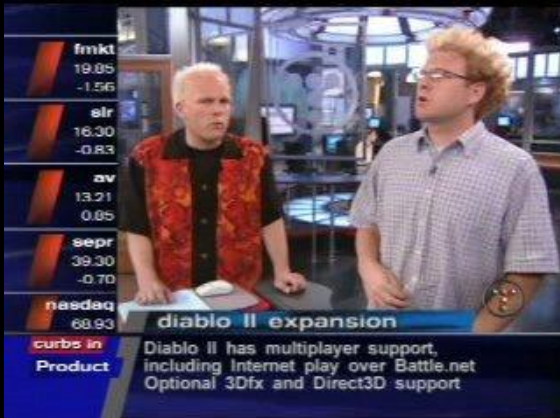 fmkt
19.85
-1.56
slr
16.30
-0.83
av
13.21
0.85
sepr
39.30
-0.70
nasdaq
68.93
diablo II expansion
curbs in
Product
Diablo II has multiplayer support,
including Internet play over Battle.net
Optional 3Dfx and Direct3D support